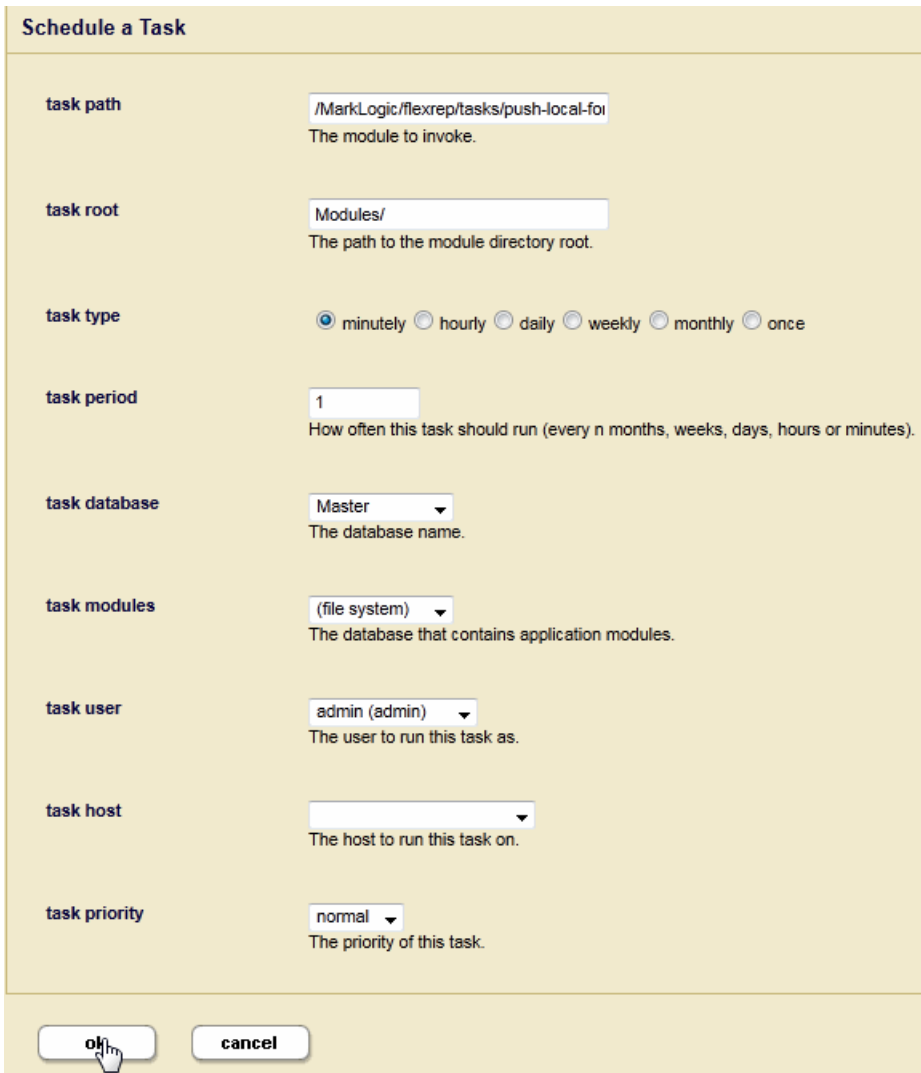 Schedule a Task
task path
/MarkLogic/flexrep/tasks/push-local-for
The module to invoke.
task root
Modules/
The path to the module directory root.
task type
minutely hourly daily weekly monthly once
task period
1
How often this task should run (every n months, weeks, days, hours or minutes).
task database
Master
The database name.
task modules
(file system)
The database that contains application modules.
task user
admin (admin)
The user to run this task as.
task host
The host to run this task on.
task priority
normal
The priority of this task.
ok cancel